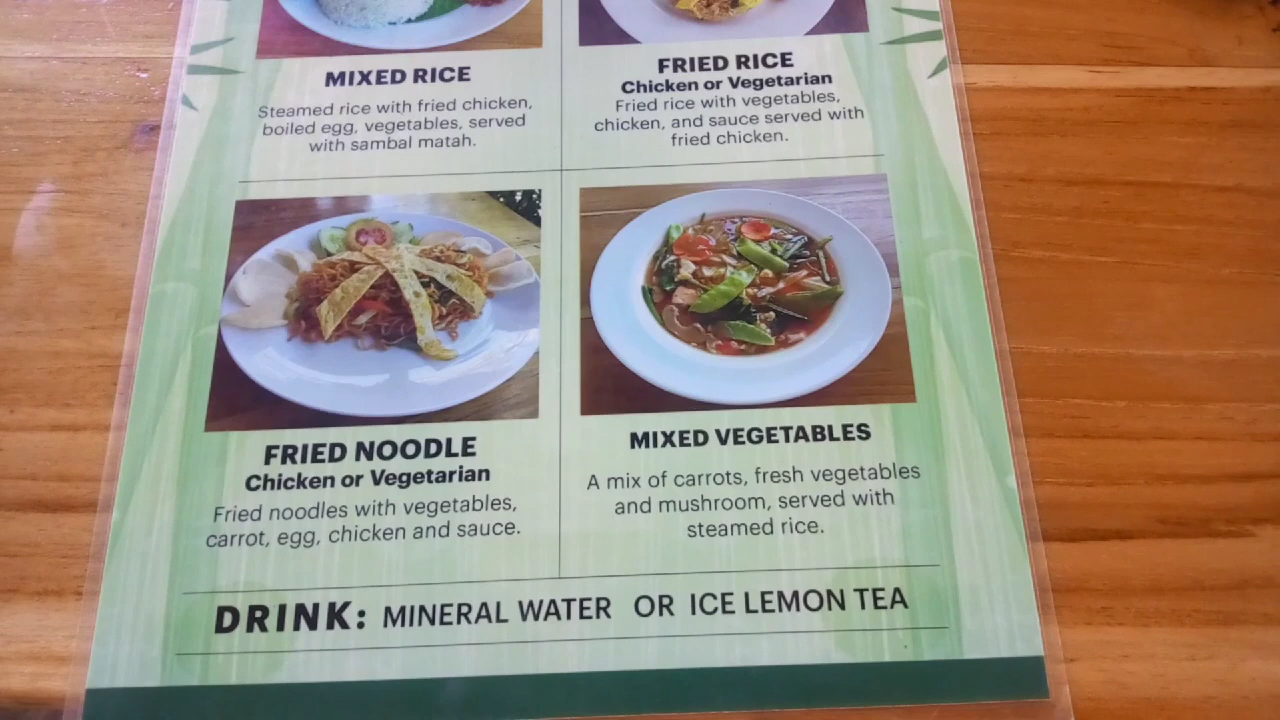 MIXED RICE
Steamed rice with fried chicken,
boiled egg, vegetables, served
with sambal matah.
FRIED RICE
Chicken or Vegetarian
Fried rice with vegetables,
chicken, and sauce served with
fried chicken.
FRIED NOODLE
Chicken or Vegetarian
Fried noodles with vegetables,
carrot, egg, chicken and sauce.
MIXED VEGETABLES
A mix of carrots, fresh vegetables
and mushroom, served with
steamed rice.
DRINK: MINERAL WATER OR ICE LEMON TEA